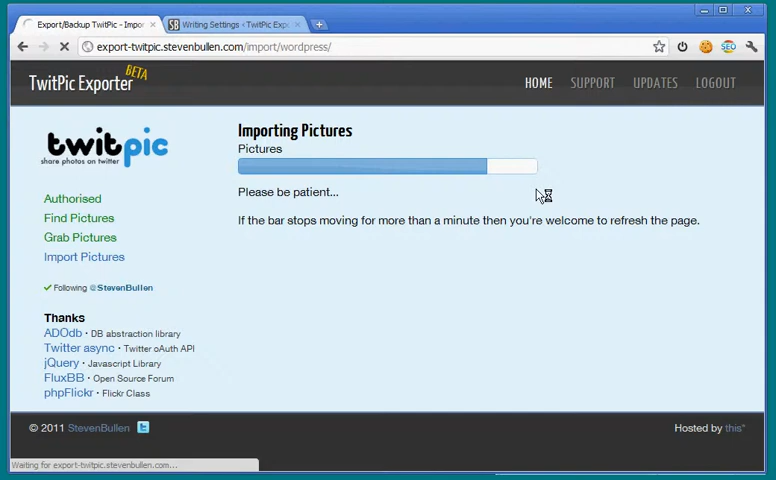 Export/Backup TwitPic - Impor
Writing Settings ‹ TwitPic Exp
export-twitpic.stevenbullen.com/import/wordpress/
SEO
TwitPic Exporter BETA
HOME SUPPORT UPDATES LOGOUT
twitpic
share photos on twitter
Importing Pictures
Pictures
Please be patient...
If the bar stops moving for more than a minute then you're welcome to refresh the page.
Authorised
Find Pictures
Grab Pictures
Import Pictures
Following @StevenBullen
Thanks
ADOdb • DB abstraction library
Twitter async • Twitter oAuth API
jQuery • Javascript Library
FluxBB • Open Source Forum
phpFlickr • Flickr Class
© 2011 StevenBullen
Hosted by this°
Waiting for export-twitpic.stevenbullen.com...